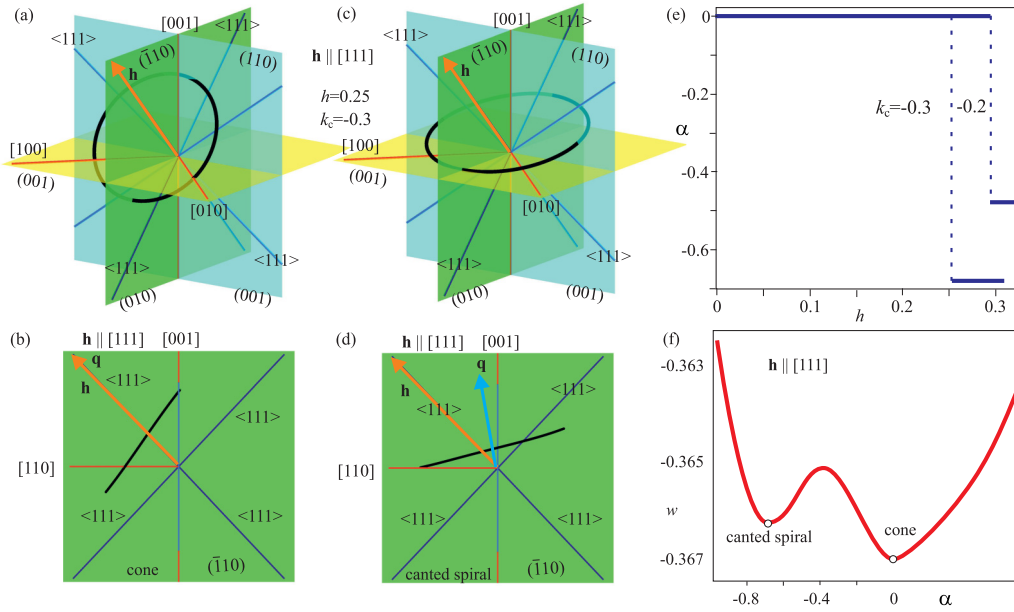 (a)
[001]
<111>
<111>
(1̅10)
(110)
h
[100]
(001)
[010]
<111>
<111>
(010)
(001)
(c)
h || [111]
h=0.25
k_c=-0.3
[001]
<111>
<111>
(1̅10)
(110)
h
[100]
(001)
[010]
<111>
<111>
(010)
(001)
(e)
0
-0.2
-0.4
-0.6
α
k_c=-0.3
-0.2
0
0.1
h
0.2
0.3
(b)
h || [111]
[001]
q
h
<111>
<111>
[110]
<111>
<111>
cone
(1̅10)
(d)
h || [111]
[001]
q
h
<111>
<111>
[110]
<111>
<111>
canted spiral
(1̅10)
(f)
h || [111]
-0.363
-0.365
w
-0.367
canted spiral
cone
-0.8
-0.4
0
α